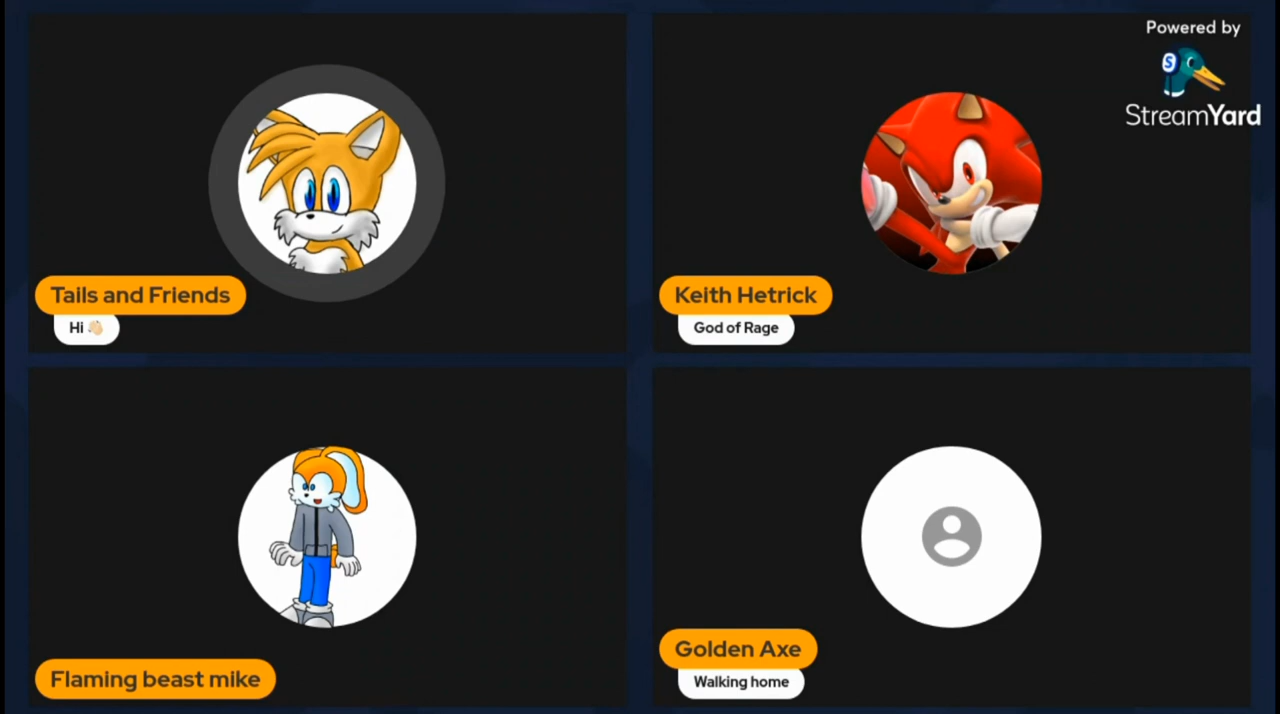 Powered by
S
StreamYard
Tails and Friends
Hi 👋🏻
Keith Hetrick
God of Rage
Flaming beast mike
Golden Axe
Walking home